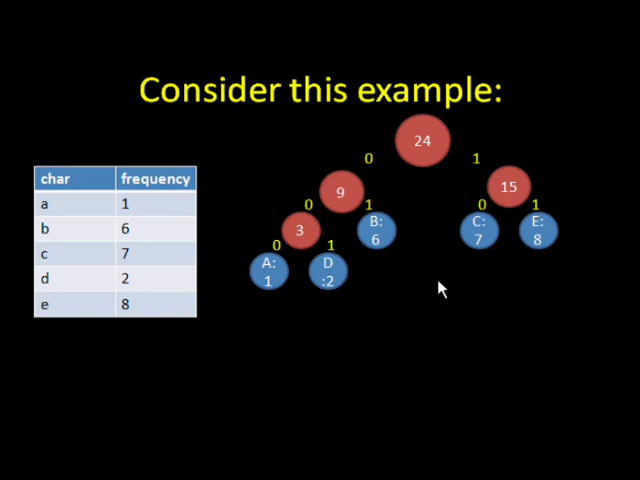 Consider this example:
char frequency
a 1
b 6
c 7
d 2
e 8
24
0 1
9 15
0 1 0 1
3 B: C: E:
6 7 8
0 1
A: D
1 :2